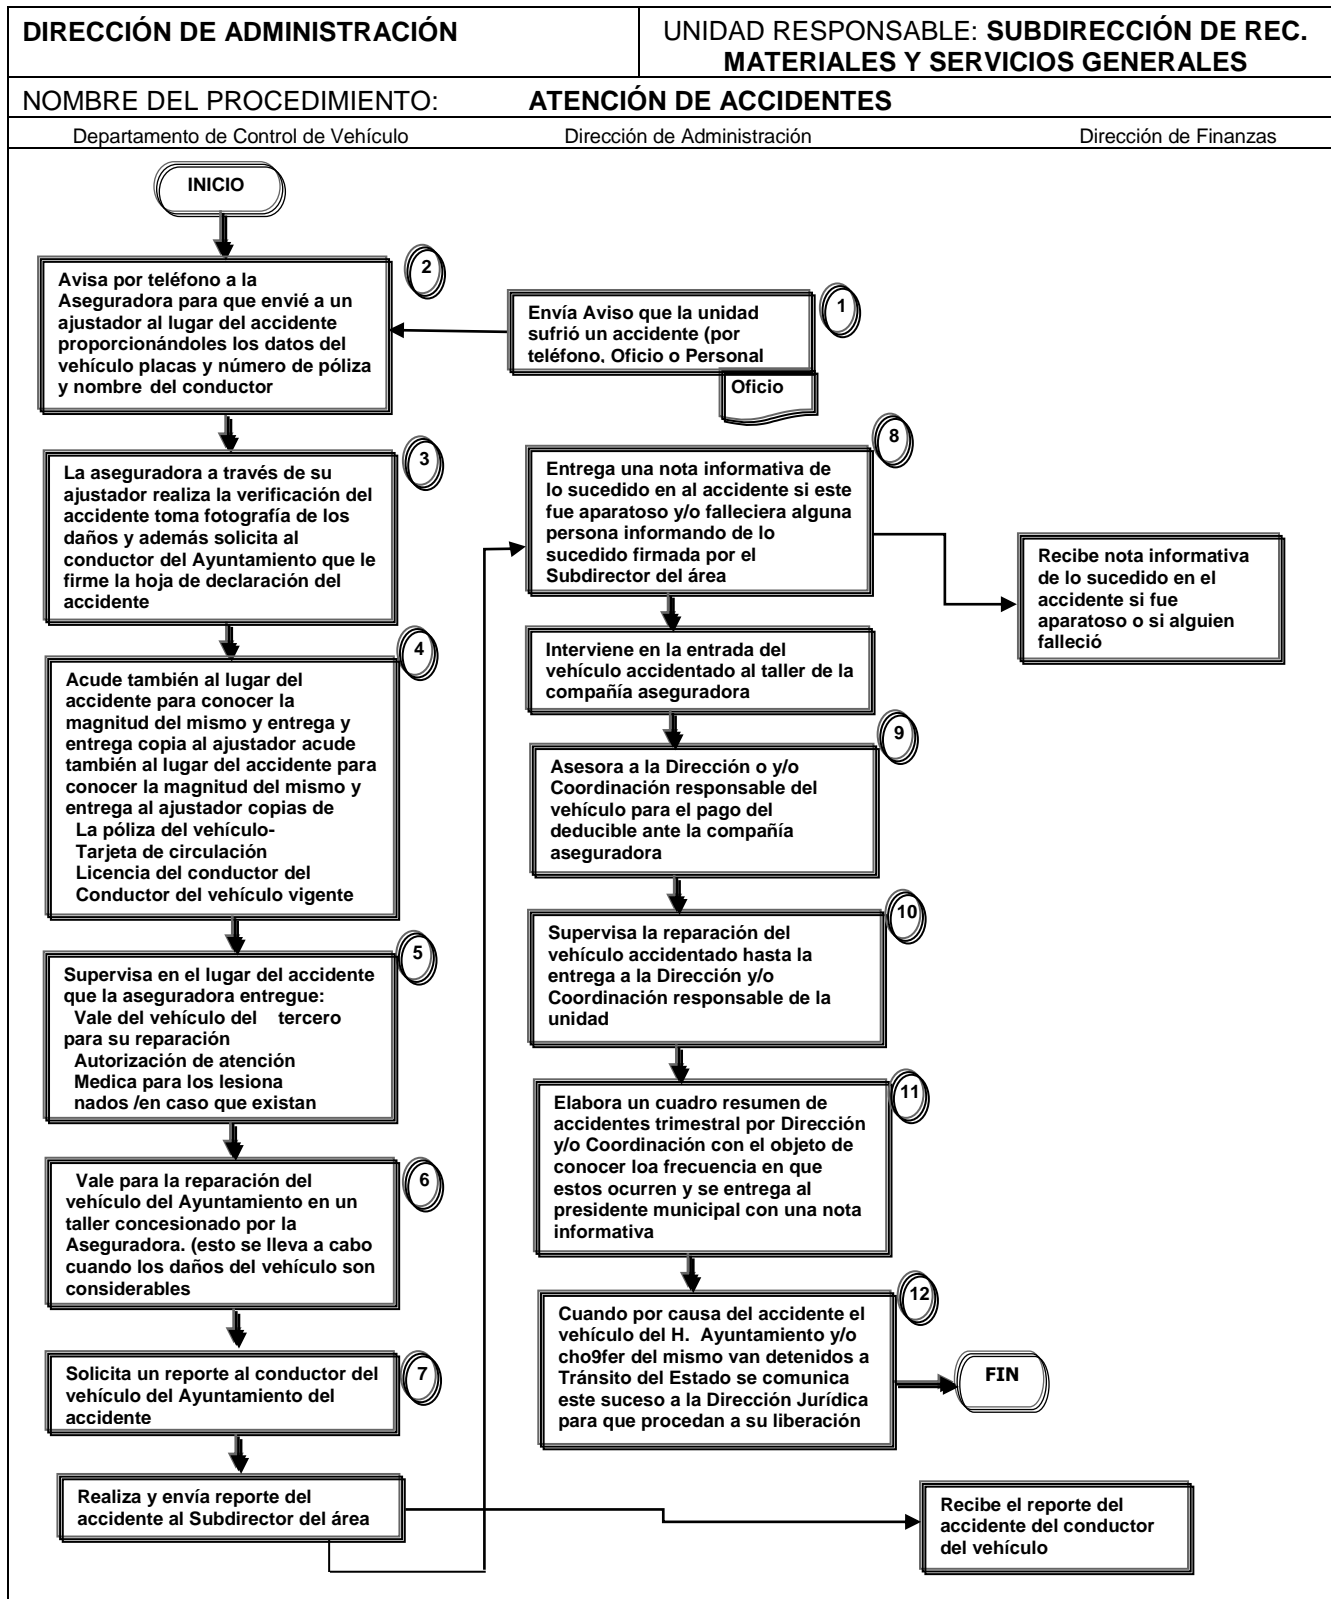 DIRECCIÓN DE ADMINISTRACIÓN
UNIDAD RESPONSABLE: SUBDIRECCIÓN DE REC.
MATERIALES Y SERVICIOS GENERALES
NOMBRE DEL PROCEDIMIENTO: ATENCIÓN DE ACCIDENTES
Departamento de Control de Vehículo
Dirección de Administración
Dirección de Finanzas
INICIO
2
Avisa por teléfono a la
Aseguradora para que envié a un
ajustador al lugar del accidente
proporcionándoles los datos del
vehículo placas y número de póliza
y nombre del conductor
1
Envía Aviso que la unidad
sufrió un accidente (por
teléfono, Oficio o Personal
Oficio
3
La aseguradora a través de su
ajustador realiza la verificación del
accidente toma fotografía de los
daños y además solicita al
conductor del Ayuntamiento que le
firme la hoja de declaración del
accidente
4
Acude también al lugar del
accidente para conocer la
magnitud del mismo y entrega y
entrega copia al ajustador acude
también al lugar del accidente para
conocer la magnitud del mismo y
entrega al ajustador copias de
La póliza del vehículo-
Tarjeta de circulación
Licencia del conductor del
Conductor del vehículo vigente
5
Supervisa en el lugar del accidente
que la aseguradora entregue:
Vale del vehículo del tercero
para su reparación
Autorización de atención
Medica para los lesiona
nados /en caso que existan
6
Vale para la reparación del
vehículo del Ayuntamiento en un
taller concesionado por la
Aseguradora. (esto se lleva a cabo
cuando los daños del vehículo son
considerables
7
Solicita un reporte al conductor del
vehículo del Ayuntamiento del
accidente
Realiza y envía reporte del
accidente al Subdirector del área
8
Entrega una nota informativa de
lo sucedido en al accidente si este
fue aparatoso y/o falleciera alguna
persona informando de lo
sucedido firmada por el
Subdirector del área
Recibe nota informativa
de lo sucedido en el
accidente si fue
aparatoso o si alguien
falleció
Interviene en la entrada del
vehículo accidentado al taller de la
compañía aseguradora
9
Asesora a la Dirección o y/o
Coordinación responsable del
vehículo para el pago del
deducible ante la compañía
aseguradora
10
Supervisa la reparación del
vehículo accidentado hasta la
entrega a la Dirección y/o
Coordinación responsable de la
unidad
11
Elabora un cuadro resumen de
accidentes trimestral por Dirección
y/o Coordinación con el objeto de
conocer loa frecuencia en que
estos ocurren y se entrega al
presidente municipal con una nota
informativa
12
Cuando por causa del accidente el
vehículo del H. Ayuntamiento y/o
cho9fer del mismo van detenidos a
Tránsito del Estado se comunica
este suceso a la Dirección Jurídica
para que procedan a su liberación
FIN
Recibe el reporte del
accidente del conductor
del vehículo